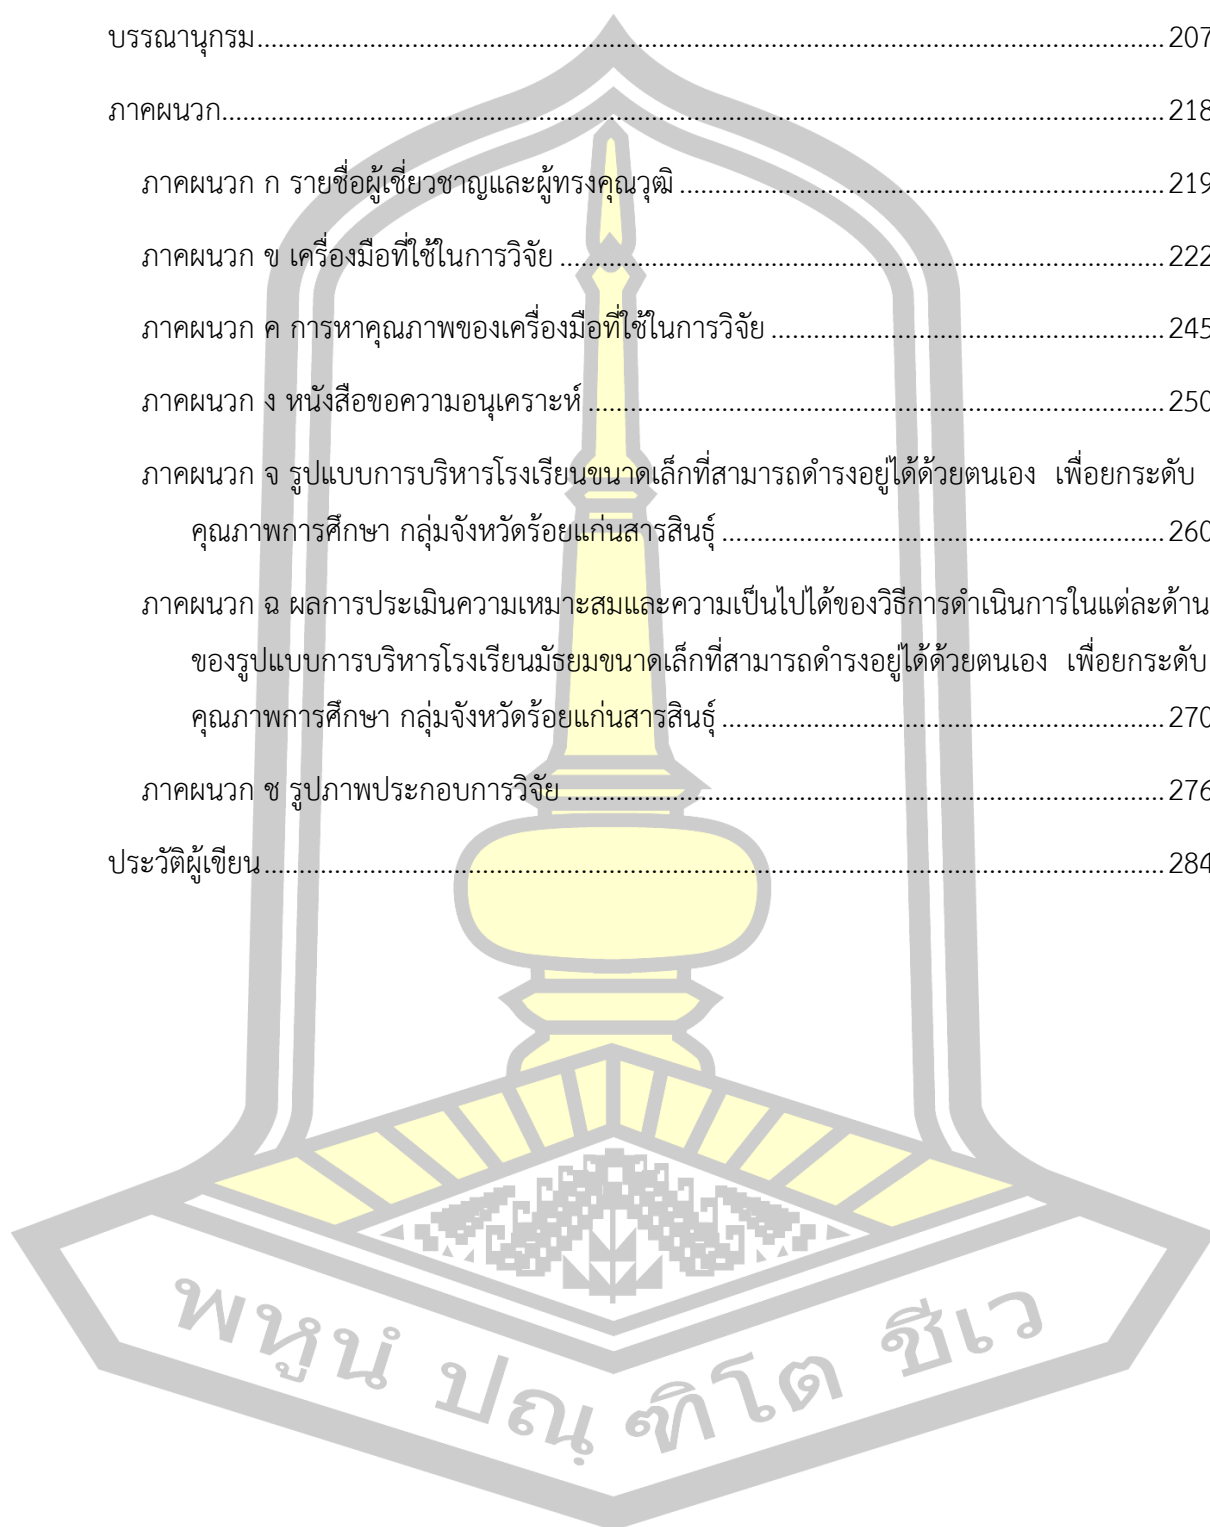 บรรณานุกรม.......................................................................................................................... 207
ภาคผนวก............................................................................................................................... 218
ภาคผนวก ก รายชื่อผู้เชี่ยวชาญและผู้ทรงคุณวุฒิ .................................................................. 219
ภาคผนวก ข เครื่องมือที่ใช้ในการวิจัย .................................................................................. 222
ภาคผนวก ค การหาคุณภาพของเครื่องมือที่ใช้ในการวิจัย ...................................................... 245
ภาคผนวก ง หนังสือขอความอนุเคราะห์ ............................................................................... 250
ภาคผนวก จ รูปแบบการบริหารโรงเรียนขนาดเล็กที่สามารถดำรงอยู่ได้ด้วยตนเอง เพื่อยกระดับ
คุณภาพการศึกษา กลุ่มจังหวัดร้อยแก่นสารสินธุ์ ............................................................ 260
ภาคผนวก ฉ ผลการประเมินความเหมาะสมและความเป็นไปได้ของวิธีการดำเนินการในแต่ละด้าน
ของรูปแบบการบริหารโรงเรียนมัธยมขนาดเล็กที่สามารถดำรงอยู่ได้ด้วยตนเอง เพื่อยกระดับ
คุณภาพการศึกษา กลุ่มจังหวัดร้อยแก่นสารสินธุ์ ............................................................ 270
ภาคผนวก ช รูปภาพประกอบการวิจัย ................................................................................. 276
ประวัติผู้เขียน ......................................................................................................................... 284
พหูนํ ปณฺฑิโต ชีเว